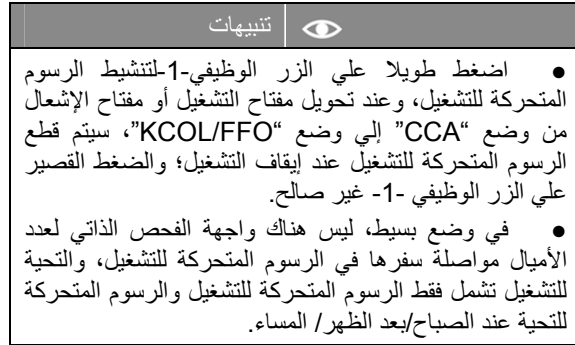 تنبيهات
● اضغط طويلا علي الزر الوظيفي-1-لتنشيط الرسوم
المتحركة للتشغيل، وعند تحويل مفتاح التشغيل أو مفتاح الإشعال
من وضع “CCA” إلي وضع “KCOL/FFO”، سيتم قطع
الرسوم المتحركة للتشغيل عند إيقاف التشغيل؛ والضغط القصير
علي الزر الوظيفي -1- غير صالح.
● في وضع بسيط، ليس هناك واجهة الفحص الذاتي لعدد
الأميال مواصلة سفرها في الرسوم المتحركة للتشغيل، والتحية
للتشغيل تشمل فقط الرسوم المتحركة للتشغيل والرسوم المتحركة
للتحية عند الصباح/بعد الظهر/ المساء.